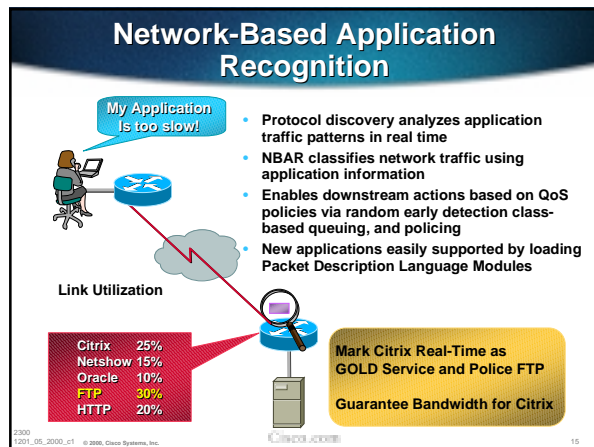 Network-Based Application
Recognition
My Application
Is too slow!
• Protocol discovery analyzes application
traffic patterns in real time
• NBAR classifies network traffic using
application information
• Enables downstream actions based on QoS
policies via random early detection class-
based queuing, and policing
• New applications easily supported by loading
Packet Description Language Modules
Link Utilization
Citrix 25%
Netshow 15%
Oracle 10%
FTP 30%
HTTP 20%
Mark Citrix Real-Time as
GOLD Service and Police FTP
Guarantee Bandwidth for Citrix
2300
1201_05_2000_c1 © 2000, Cisco Systems, Inc.
Cisco.com
15